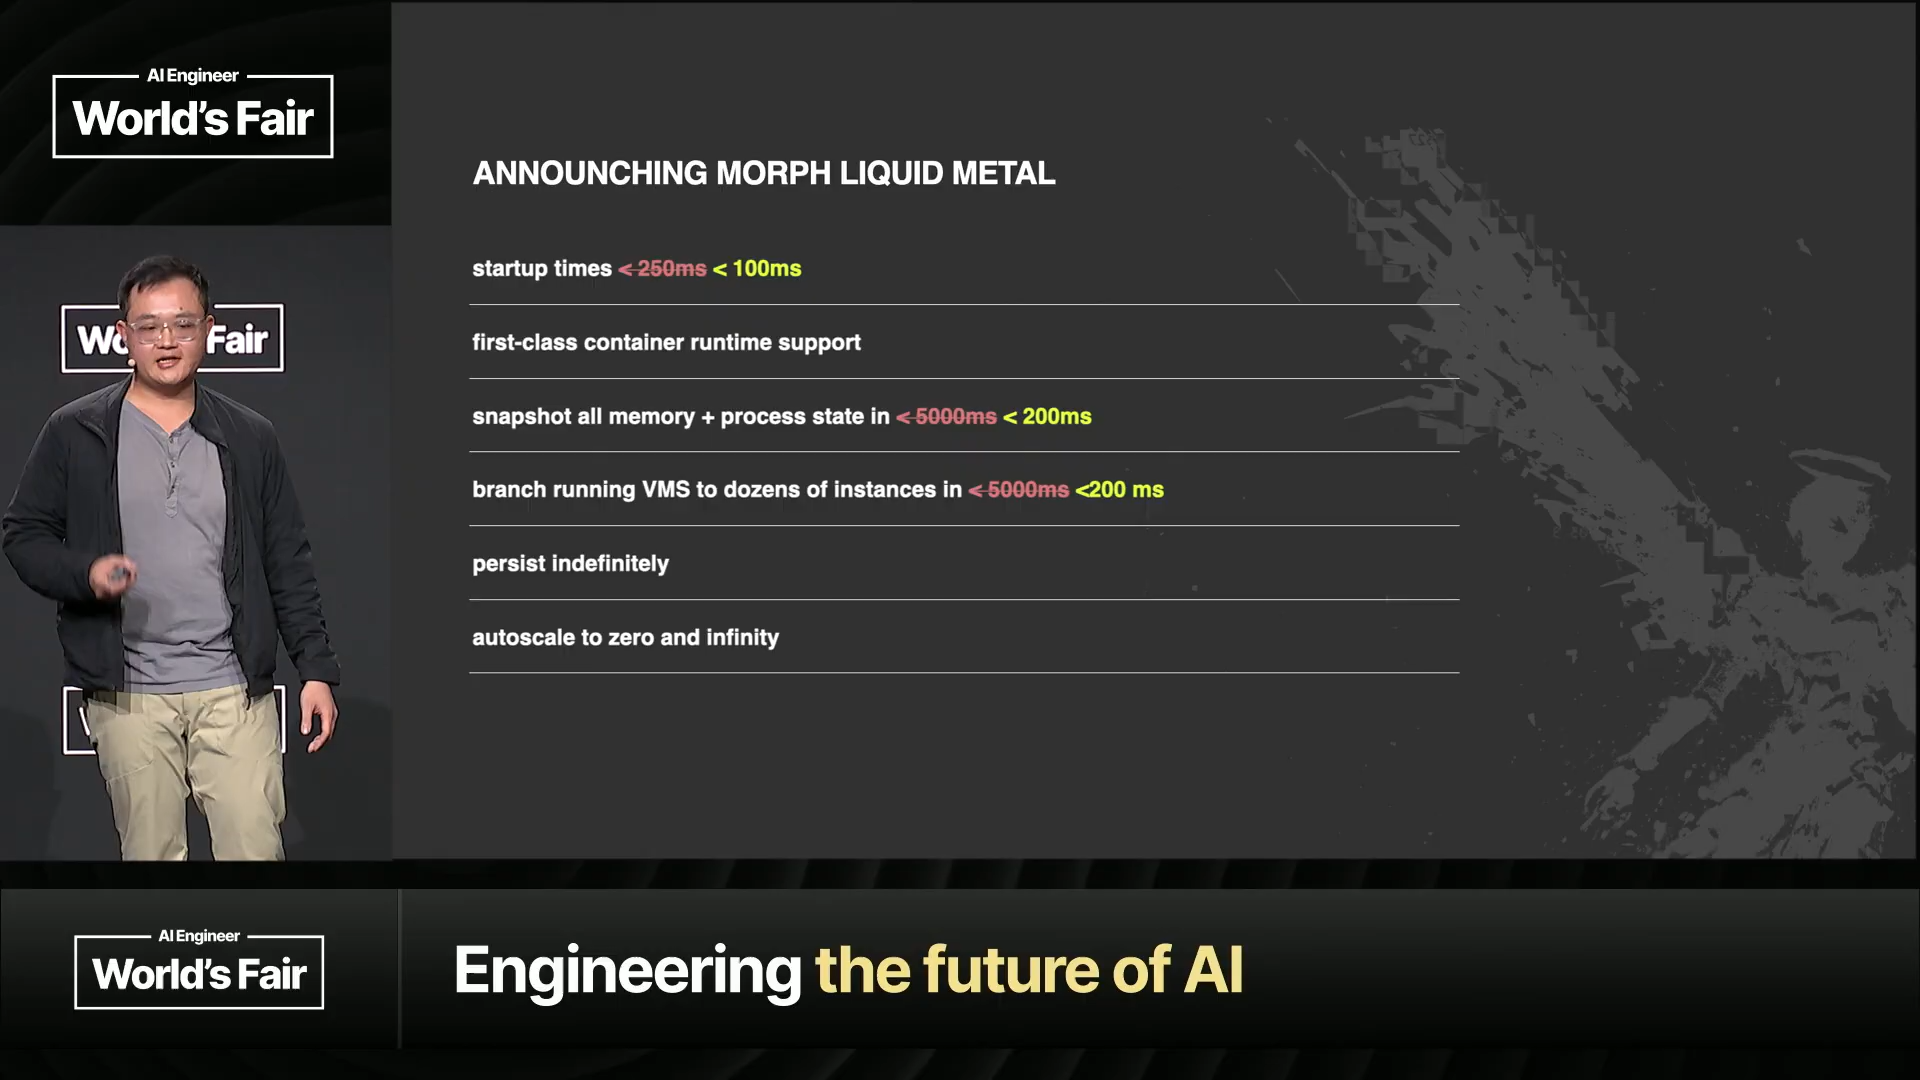 AI Engineer
World's Fair
ANNOUNCHING MORPH LIQUID METAL
startup times < 250ms < 100ms
first-class container runtime support
snapshot all memory + process state in < 5000ms < 200ms
branch running VMS to dozens of instances in < 5000ms <200 ms
persist indefinitely
autoscale to zero and infinity
Fair
AI Engineer
World's Fair
Engineering the future of AI